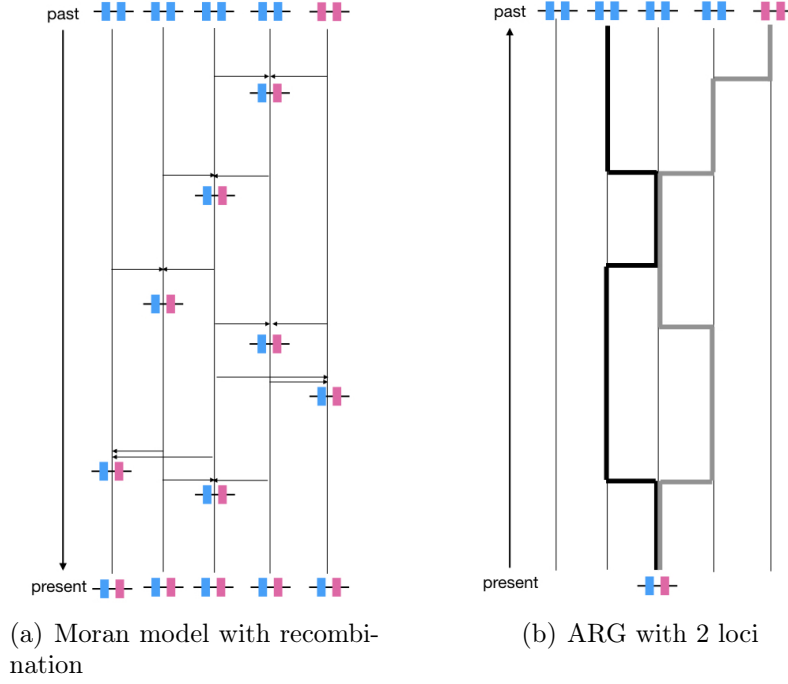 past
present
(a) Moran model with recombi-
nation
past
present
(b) ARG with 2 loci